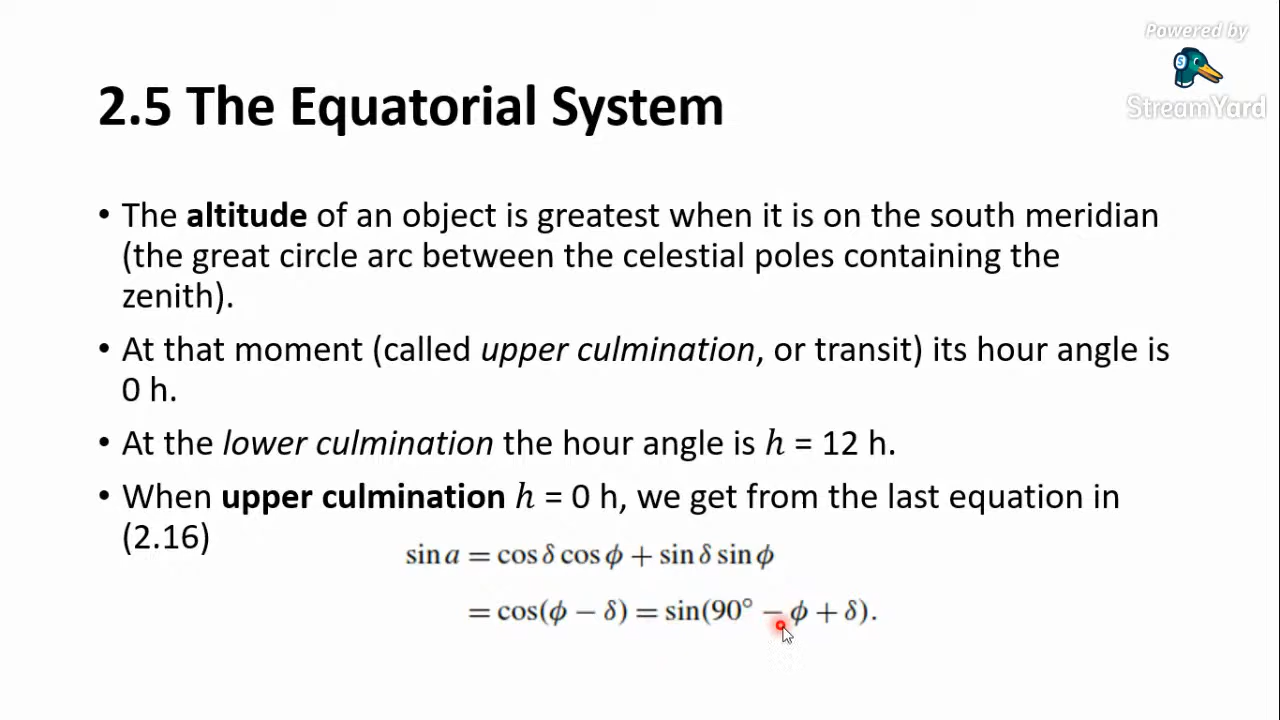 Powered by
StreamYard
2.5 The Equatorial System
• The altitude of an object is greatest when it is on the south meridian
(the great circle arc between the celestial poles containing the
zenith).
• At that moment (called upper culmination, or transit) its hour angle is
0 h.
• At the lower culmination the hour angle is h = 12 h.
• When upper culmination h = 0 h, we get from the last equation in
(2.16)
sin a = cos δ cos ϕ + sin δ sin ϕ
= cos(ϕ − δ) = sin(90° − ϕ + δ).